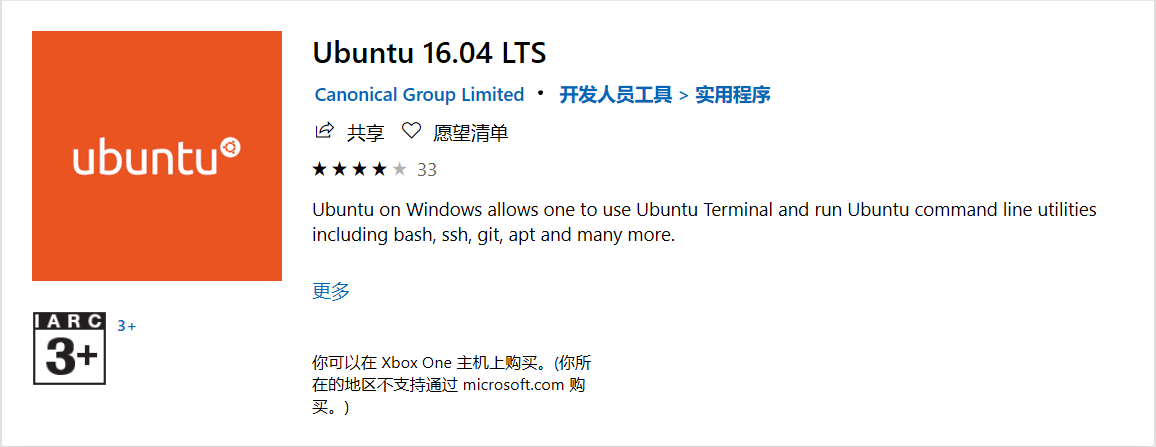 ubuntu
Ubuntu 16.04 LTS
Canonical Group Limited • 开发人员工具 > 实用程序
共享 愿望清单
33
Ubuntu on Windows allows one to use Ubuntu Terminal and run Ubuntu command line utilities
including bash, ssh, git, apt and many more.
更多
IARC
3+
3+
你可以在 Xbox One 主机上购买。(你所
在的地区不支持通过 microsoft.com 购
买。)